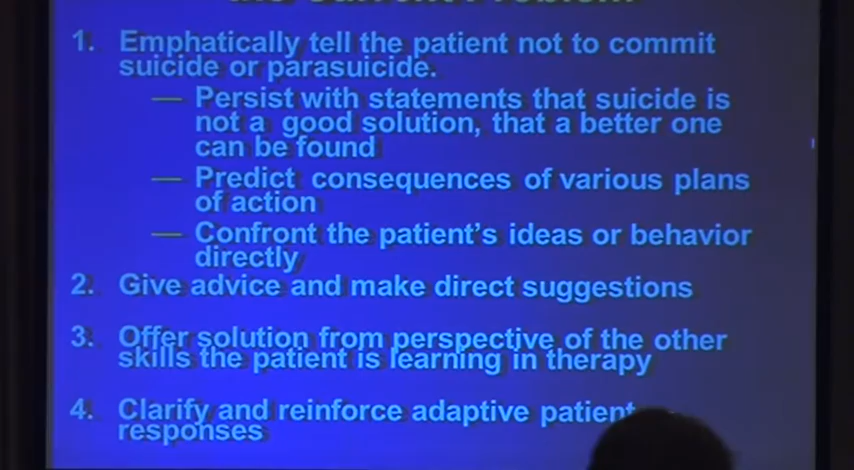 the Current Problem
1. Emphatically tell the patient not to commit
suicide or parasuicide.
— Persist with statements that suicide is
not a good solution, that a better one
can be found
— Predict consequences of various plans
of action
— Confront the patient's ideas or behavior
directly
2. Give advice and make direct suggestions
3. Offer solution from perspective of the other
skills the patient is learning in therapy
4. Clarify and reinforce adaptive patient
responses